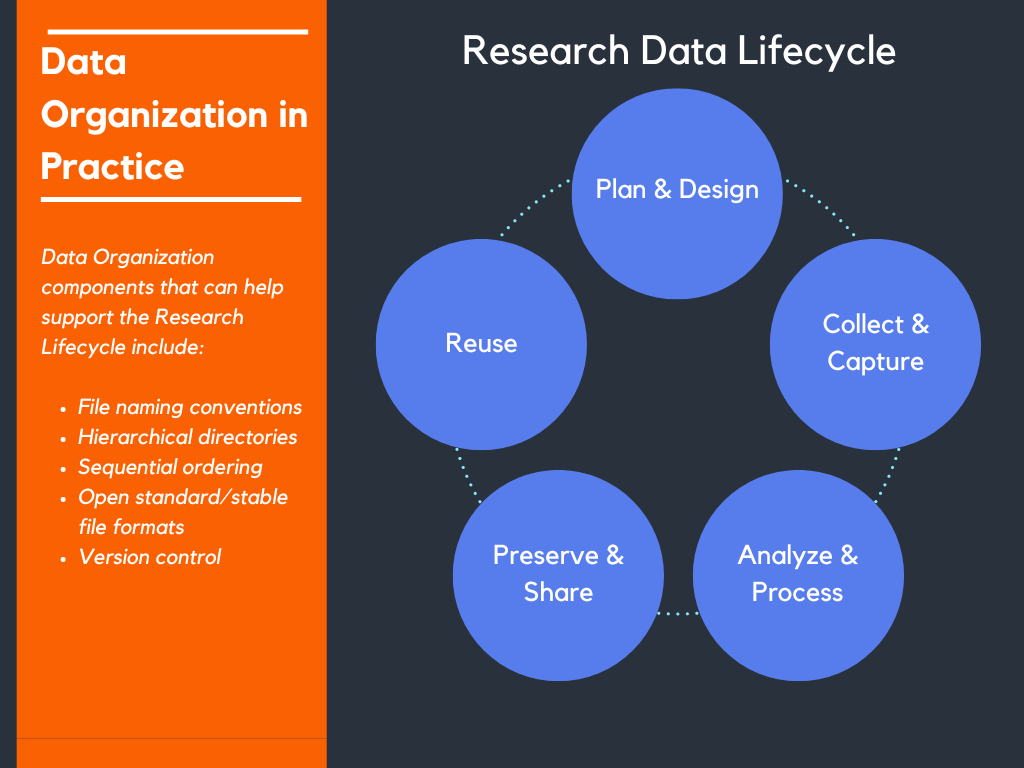 Data
Organization in
Practice
Data Organization
components that can help
support the Research
Lifecycle include:
• File naming conventions
• Hierarchical directories
• Sequential ordering
• Open standard/stable
file formats
• Version control
Research Data Lifecycle
Plan & Design
Collect &
Capture
Analyze &
Process
Preserve &
Share
Reuse